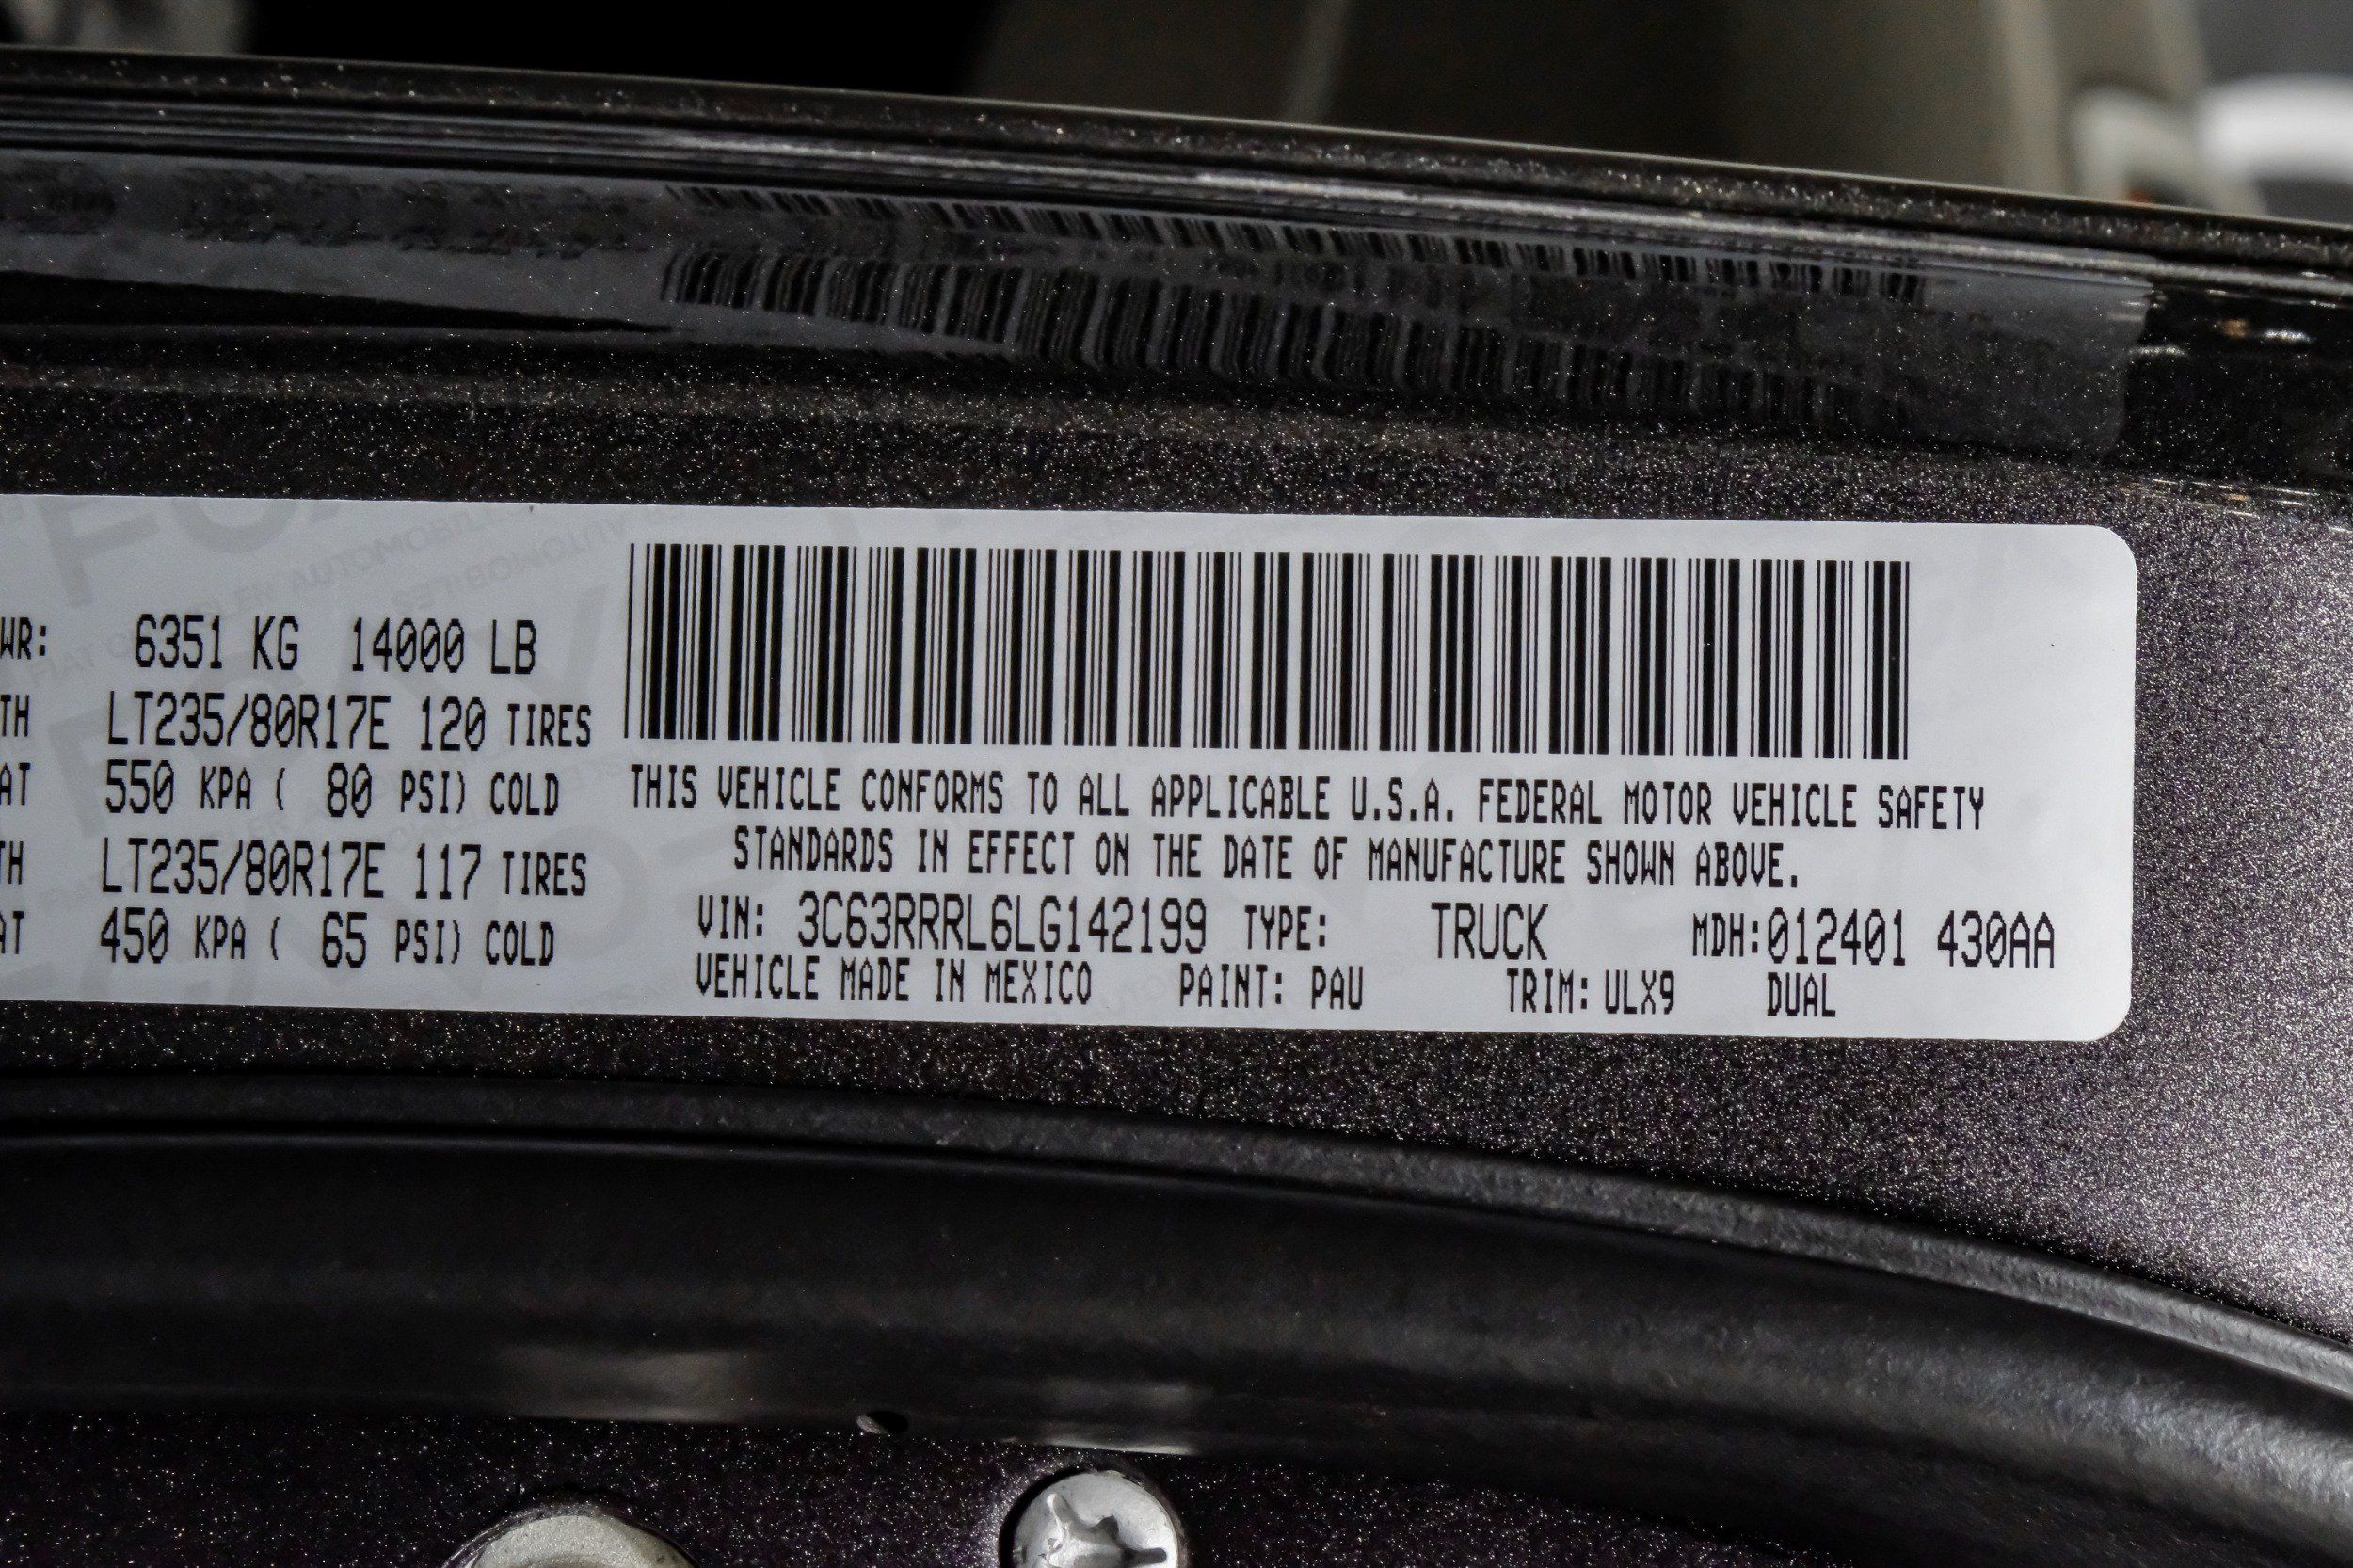 WR: 6351 KG 14000 LB
TH LT235/80R17E 120 TIRES
AT 550 KPA ( 80 PSI) COLD
TH LT235/80R17E 117 TIRES
AT 450 KPA ( 65 PSI) COLD
THIS VEHICLE CONFORMS TO ALL APPLICABLE U.S.A. FEDERAL MOTOR VEHICLE SAFETY
STANDARDS IN EFFECT ON THE DATE OF MANUFACTURE SHOWN ABOVE.
VIN: 3C63RRRL6LG142199 TYPE: TRUCK MDH:012401 430AA
VEHICLE MADE IN MEXICO PAINT: PAU TRIM: ULX9 DUAL